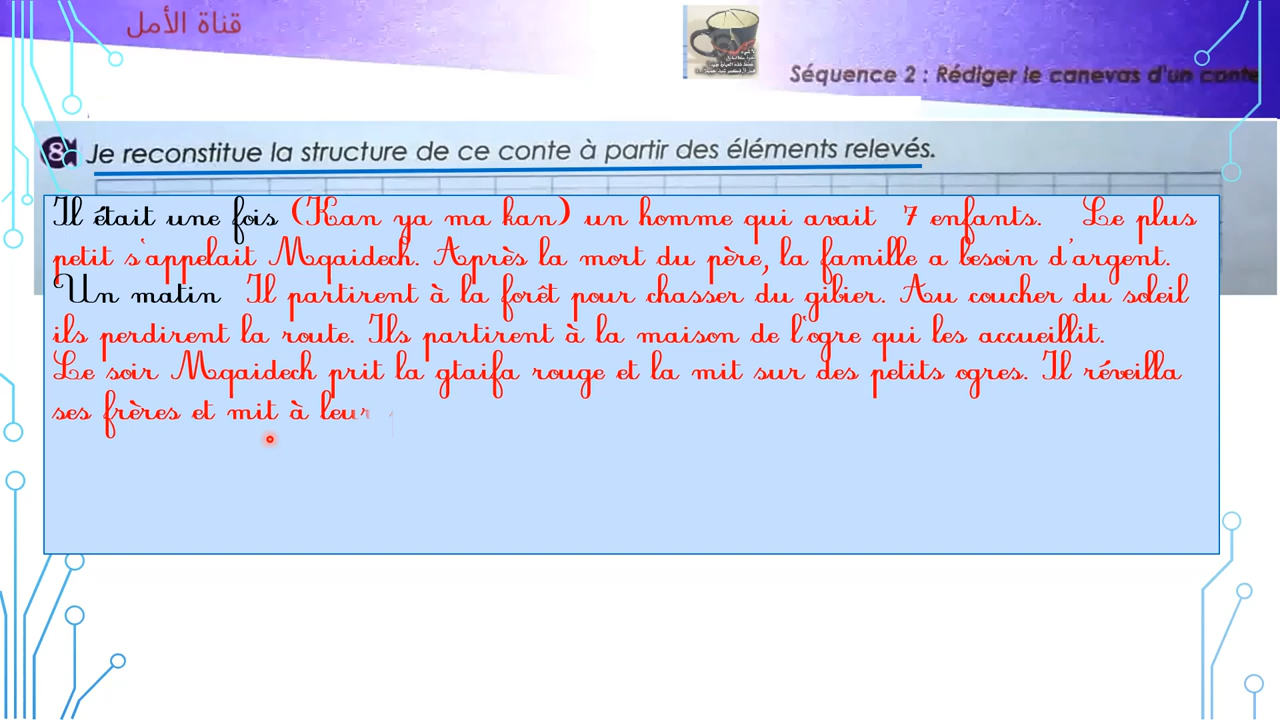 قناة الأمل
Séquence 2 : Rédiger le canevas d'un conte
8 Je reconstitue la structure de ce conte à partir des éléments relevés.
Il était une fois (Kan ya ma kan) un homme qui avait 7 enfants. Le plus
petit s'appelait Mqaidech. Après la mort du père, la famille a besoin d'argent.
Un matin Il partirent à la forêt pour chasser du gibier. Au coucher du soleil
ils perdirent la route. Ils partirent à la maison de l'ogre qui les accueillit.
Le soir Mqaidech prit la gtaifa rouge et la mit sur des petits ogres. Il réveilla
ses frères et mit à leur